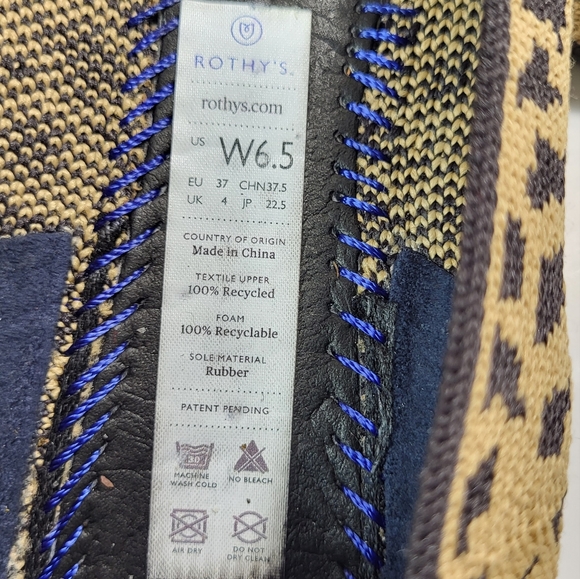 ROTHY'S
rothys.com
US W6.5
EU 37 CHN37.5
UK 4 JP 22.5
COUNTRY OF ORIGIN
Made in China
TEXTILE UPPER
100% Recycled
FOAM
100% Recyclable
SOLE MATERIAL
Rubber
PATENT PENDING
30
MACHINE WASH COLD
NO BLEACH
AIR DRY
DO NOT DRY CLEAN